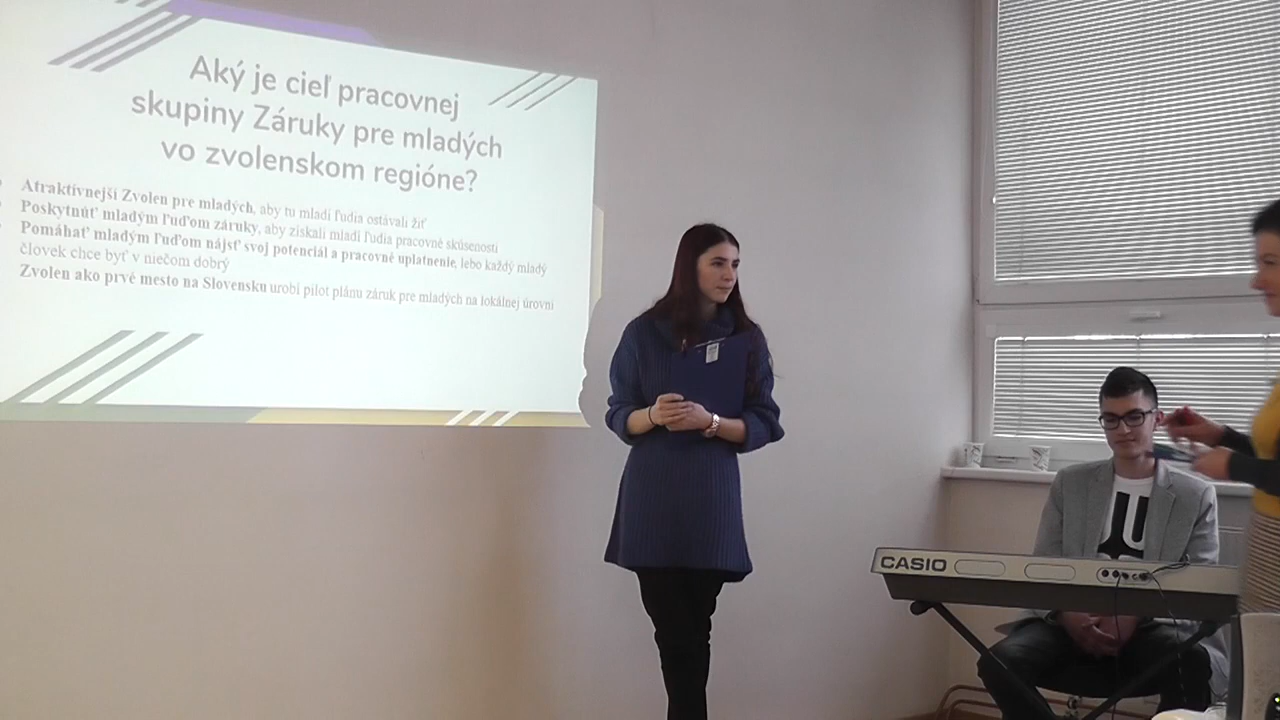 Aký je cieľ pracovnej
skupiny Záruky pre mladých
vo zvolenskom regióne?
Atraktívnejší Zvolen pre mladých, aby tu mladí ľudia ostávali žiť
Poskytnúť mladým ľuďom záruky, aby získali mladí ľudia pracovné skúsenosti
Pomáhať mladým ľuďom nájsť svoj potenciál a pracovné uplatnenie, lebo každý mladý
človek chce byť v niečom dobrý
Zvolen ako prvé mesto na Slovensku urobí pilot plánu záruk pre mladých na lokálnej úrovni
JU
CASIO